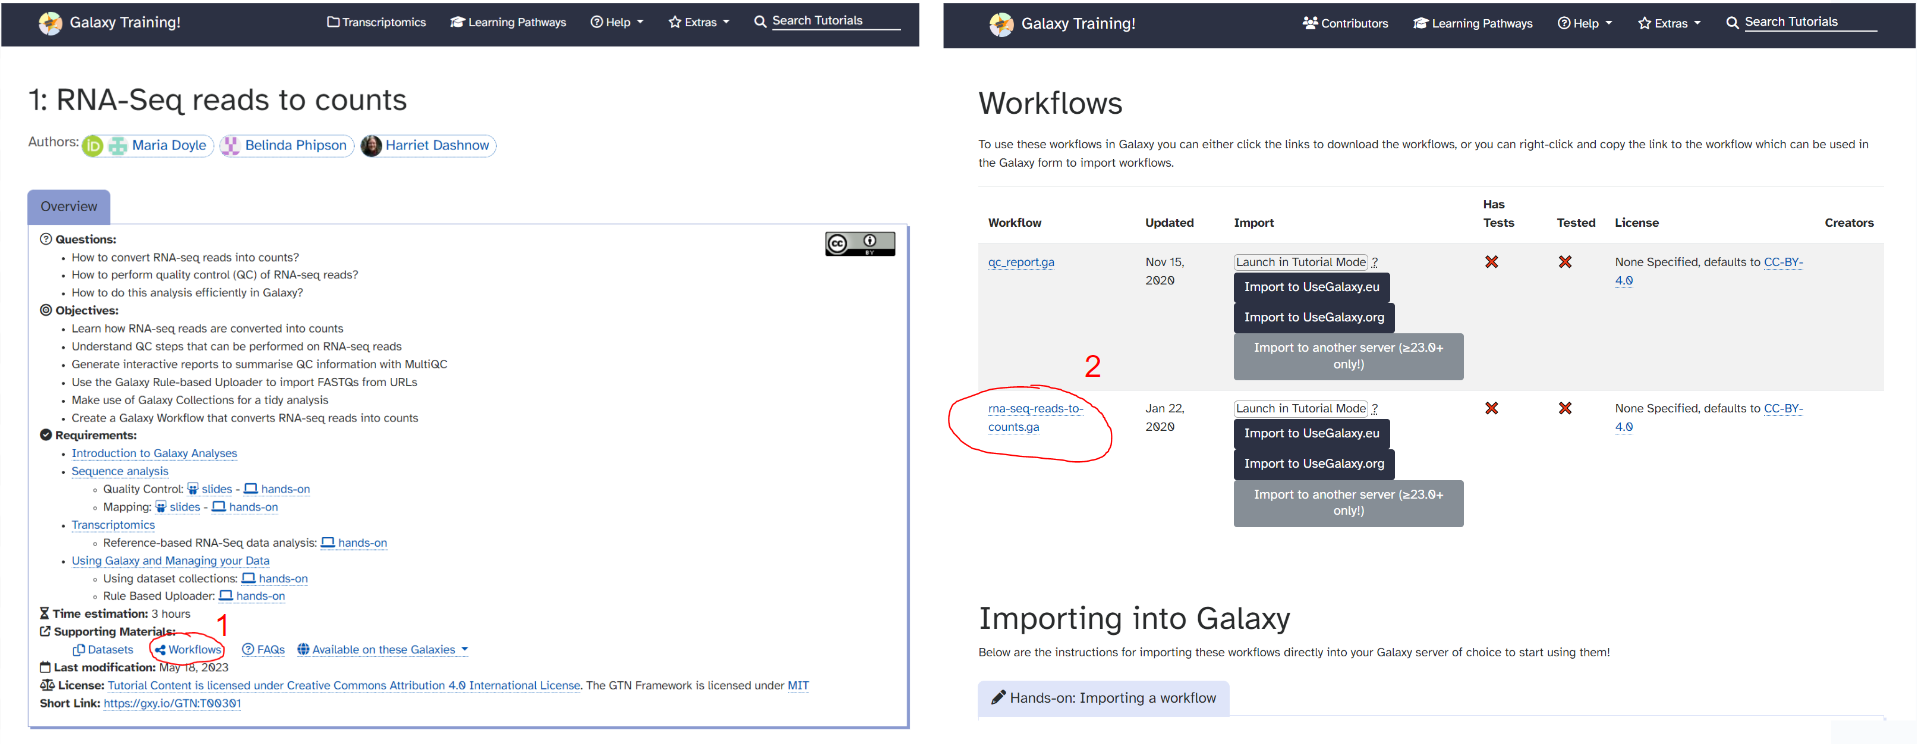 Galaxy Training!
Transcriptomics
Learning Pathways
Help
Extras
Search Tutorials
1: RNA-Seq reads to counts
Authors: iD Maria Doyle Belinda Phipson Harriet Dashnow
Overview
Questions:
How to convert RNA-seq reads into counts?
How to perform quality control (QC) of RNA-seq reads?
How to do this analysis efficiently in Galaxy?
Objectives:
Learn how RNA-seq reads are converted into counts
Understand QC steps that can be performed on RNA-seq reads
Generate interactive reports to summarise QC information with MultiQC
Use the Galaxy Rule-based Uploader to import FASTQs from URLs
Make use of Galaxy Collections for a tidy analysis
Create a Galaxy Workflow that converts RNA-seq reads into counts
Requirements:
Introduction to Galaxy Analyses
Sequence analysis
Quality Control: slides - hands-on
Mapping: slides - hands-on
Transcriptomics
Reference-based RNA-Seq data analysis: hands-on
Using Galaxy and Managing your Data
Using dataset collections: hands-on
Rule Based Uploader: hands-on
Time estimation: 3 hours
1
Supporting Materials:
Datasets Workflows FAQs Available on these Galaxies
Last modification: May 18, 2023
License: Tutorial Content is licensed under Creative Commons Attribution 4.0 International License. The GTN Framework is licensed under MIT
Short Link: https://gxy.io/GTN:T00301
cc BY
Galaxy Training!
Contributors
Learning Pathways
Help
Extras
Search Tutorials
Workflows
To use these workflows in Galaxy you can either click the links to download the workflows, or you can right-click and copy the link to the workflow which can be used in
the Galaxy form to import workflows.
Workflow
Updated
Import
Has
Tests
Tested
License
Creators
qc_report.ga
Nov 15,
2020
Launch in Tutorial Mode ?
Import to UseGalaxy.eu
Import to UseGalaxy.org
Import to another server (≥23.0+
only!)
None Specified, defaults to CC-BY-
4.0
2
rna-seq-reads-to-
counts.ga
Jan 22,
2020
Launch in Tutorial Mode ?
Import to UseGalaxy.eu
Import to UseGalaxy.org
Import to another server (≥23.0+
only!)
None Specified, defaults to CC-BY-
4.0
Importing into Galaxy
Below are the instructions for importing these workflows directly into your Galaxy server of choice to start using them!
Hands-on: Importing a workflow